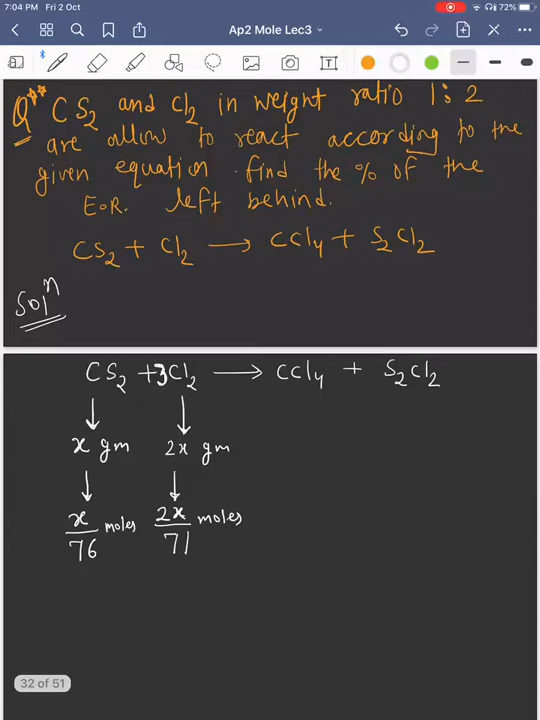 7:04 PM Fri 2 Oct
72%
Ap2 Mole Lec3
Q** CS2 and Cl2 in weight ratio 1:2
are allow to react according to the
given equation. find the % of the
E.R. left behind.
CS2 + Cl2 → CCl4 + S2Cl2
Solⁿ
CS2 + 3Cl2 → CCl4 + S2Cl2
x gm 2x gm
x/76 moles 2x/71 moles
32 of 51